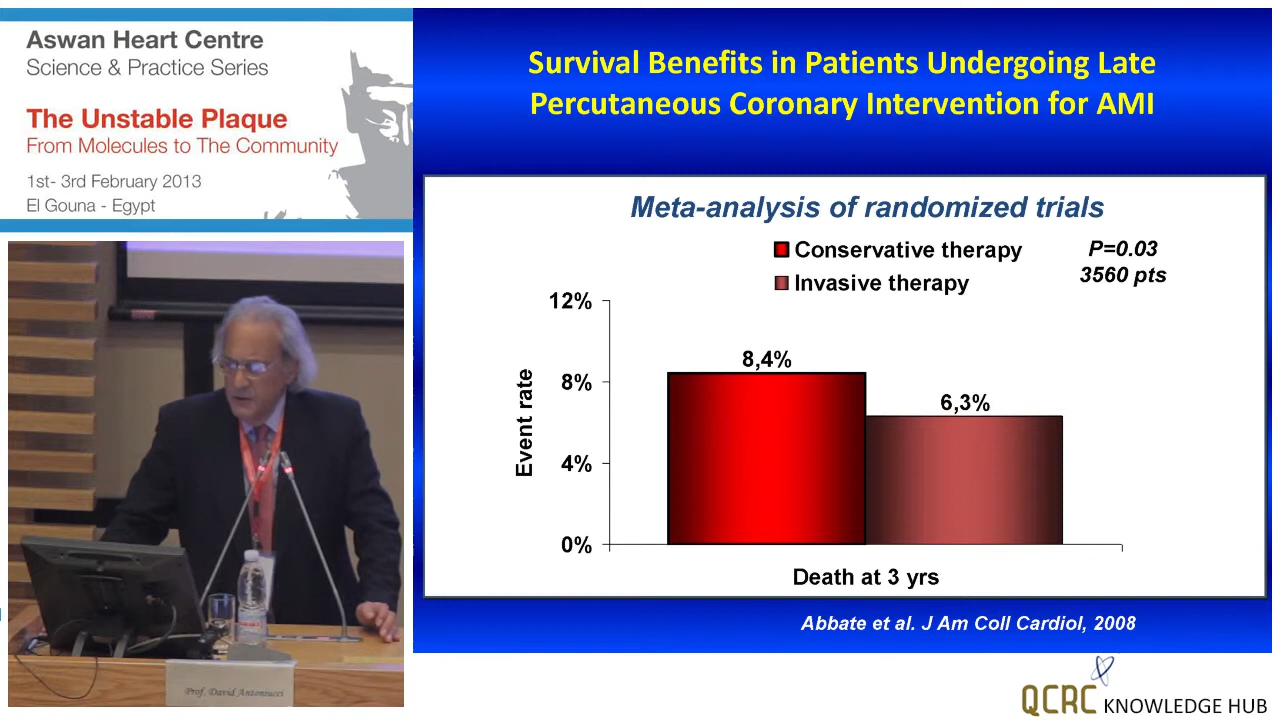 Aswan Heart Centre
Science & Practice Series
The Unstable Plaque
From Molecules to The Community
1st- 3rd February 2013
El Gouna - Egypt
Prof. David Antoniucci
Survival Benefits in Patients Undergoing Late
Percutaneous Coronary Intervention for AMI
Meta-analysis of randomized trials
Conservative therapy
Invasive therapy
P=0.03
3560 pts
Event rate
12%
8%
4%
0%
8,4%
6,3%
Death at 3 yrs
Abbate et al. J Am Coll Cardiol, 2008
QCRC KNOWLEDGE HUB